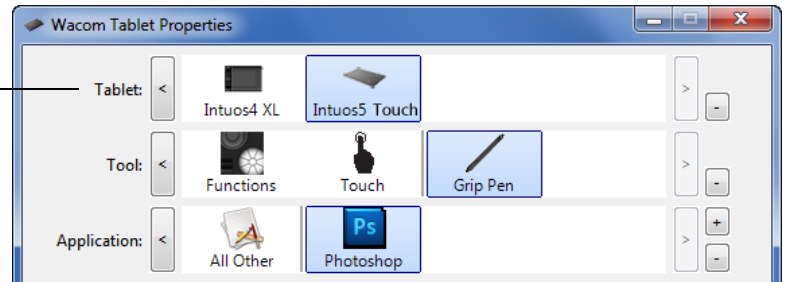 Wacom Tablet Properties
Tablet: < Intuos4 XL Intuos5 Touch > -
Tool: < Functions Touch Grip Pen > -
Application: < All Other Ps Photoshop > + -